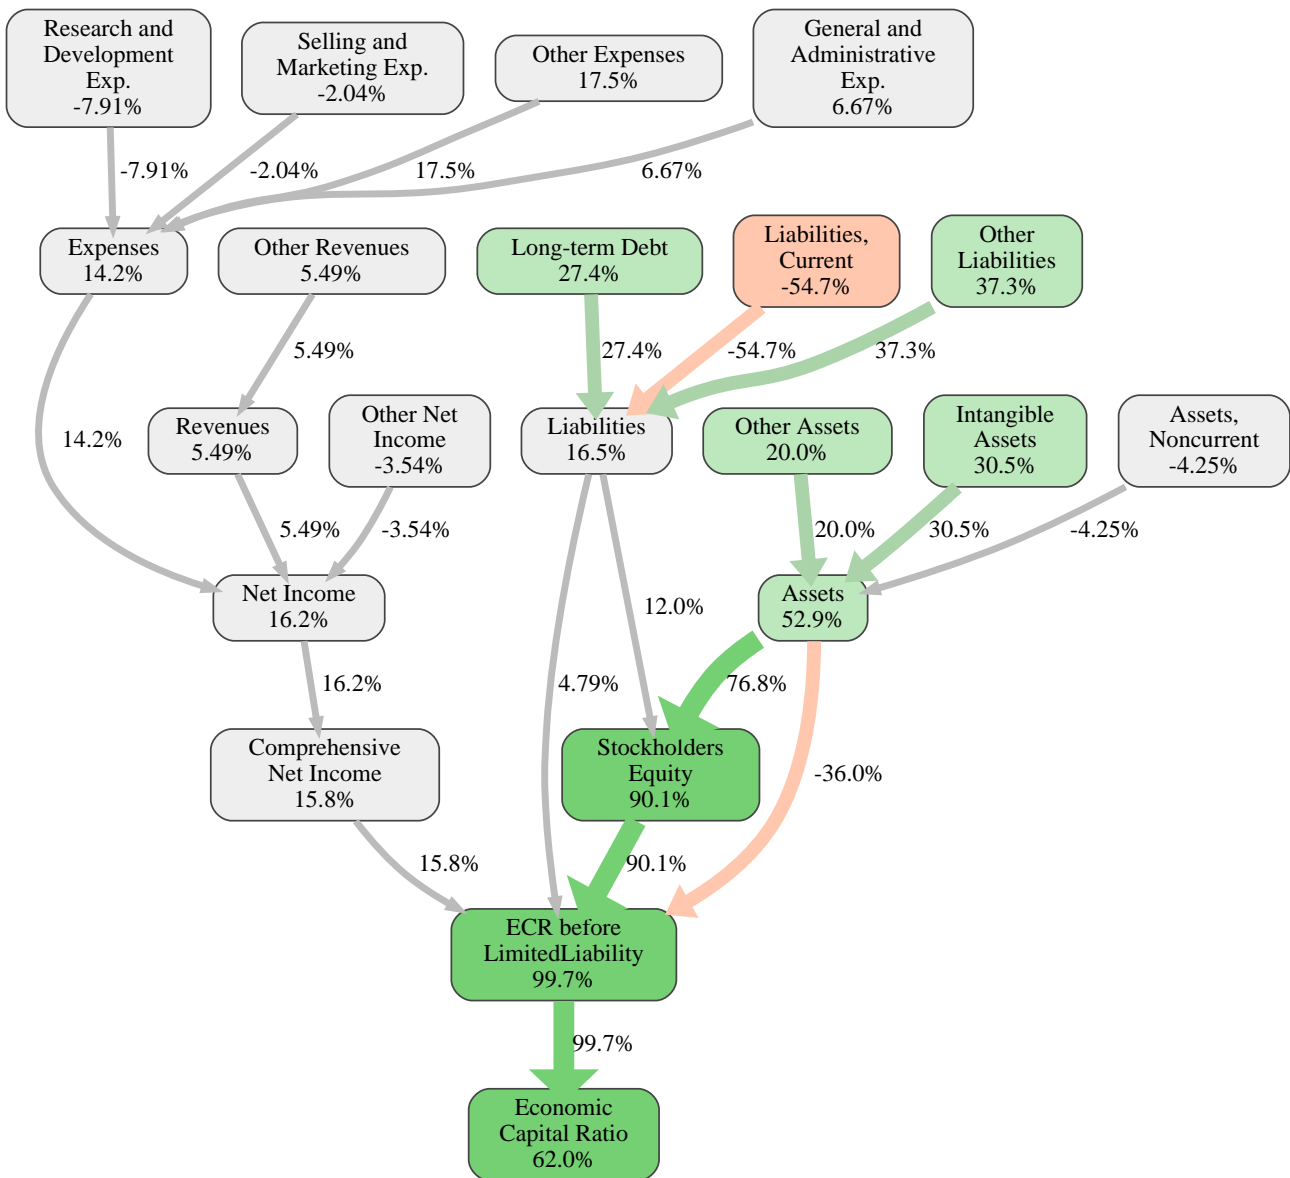 Research and
Development
Exp.
-7.91%
Selling and
Marketing Exp.
-2.04%
Other Expenses
17.5%
General and
Administrative
Exp.
6.67%
-7.91%
-2.04%
17.5%
6.67%
Expenses
14.2%
Other Revenues
5.49%
Long-term Debt
27.4%
Liabilities,
Current
-54.7%
Other
Liabilities
37.3%
5.49%
27.4%
-54.7%
37.3%
14.2%
Revenues
5.49%
Other Net
Income
-3.54%
Liabilities
16.5%
Other Assets
20.0%
Intangible
Assets
30.5%
Assets,
Noncurrent
-4.25%
5.49%
-3.54%
20.0%
30.5%
-4.25%
Net Income
16.2%
12.0%
Assets
52.9%
16.2%
4.79%
76.8%
Comprehensive
Net Income
15.8%
Stockholders
Equity
90.1%
-36.0%
15.8%
90.1%
ECR before
LimitedLiability
99.7%
99.7%
Economic
Capital Ratio
62.0%